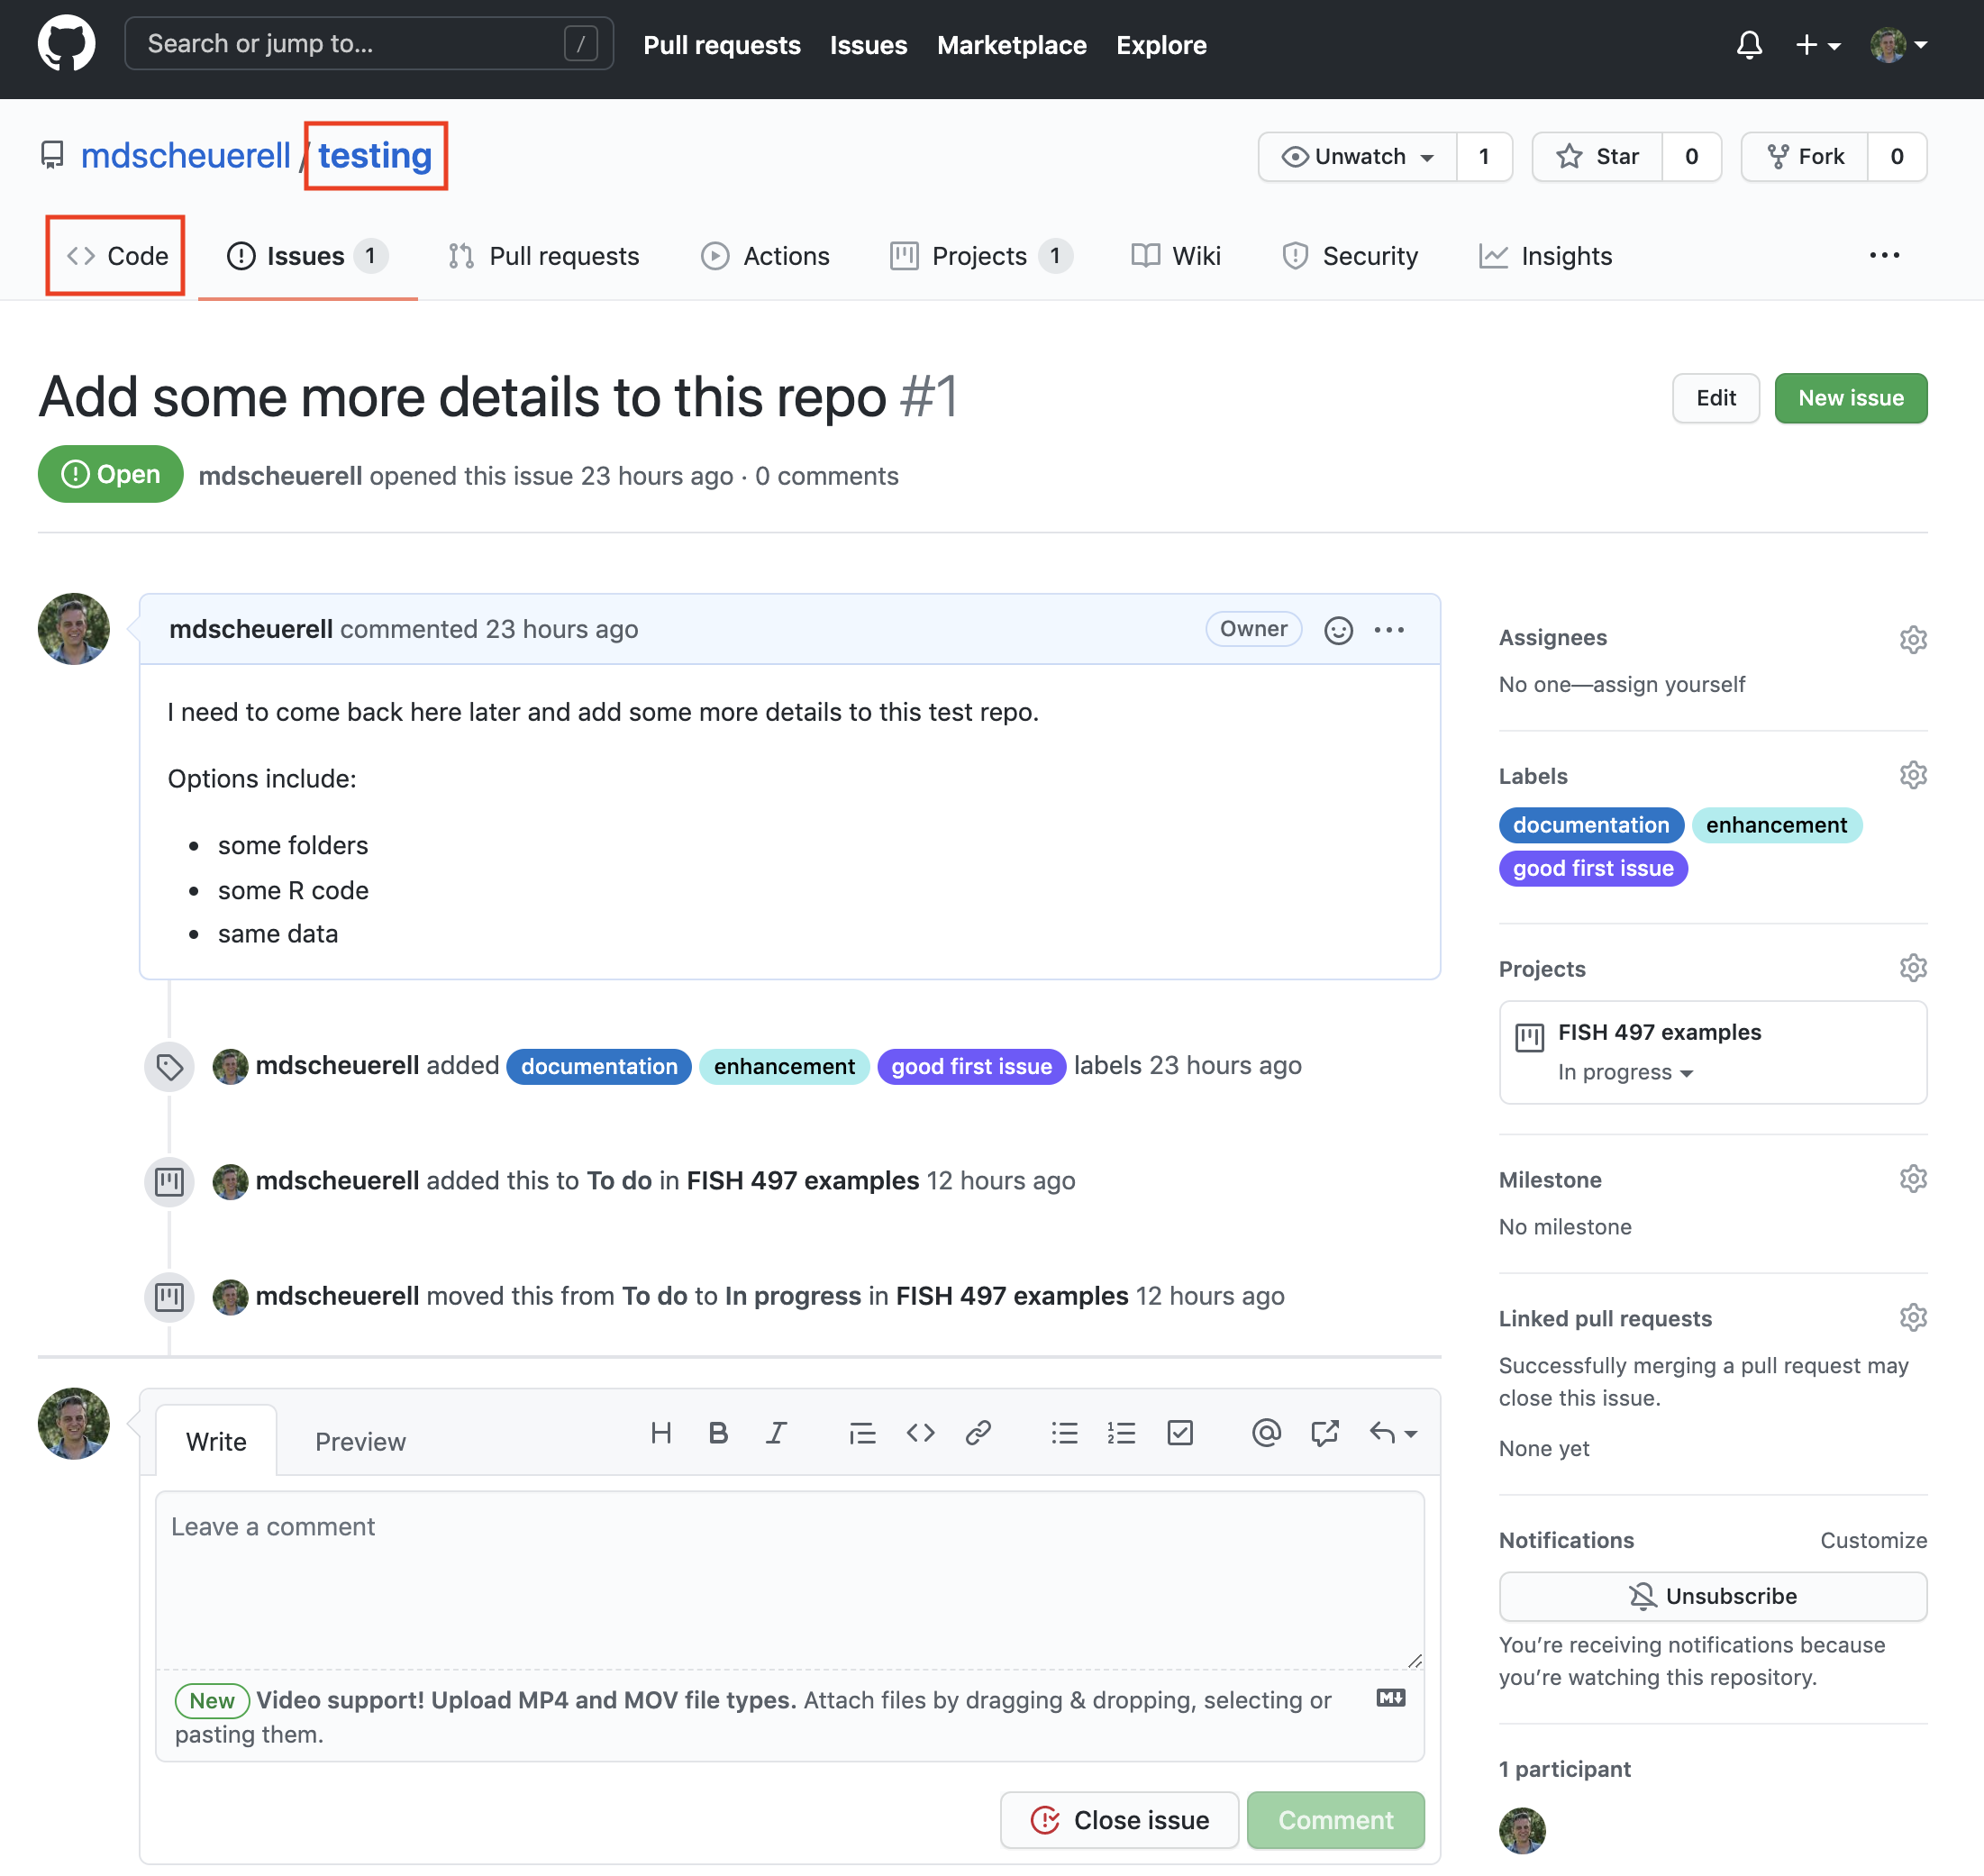 Search or jump to... /
Pull requests Issues Marketplace Explore
mdscheuerell / testing
Unwatch 1 Star 0 Fork 0
Code Issues 1 Pull requests Actions Projects 1 Wiki Security Insights
Add some more details to this repo #1
Edit New issue
Open mdscheuerell opened this issue 23 hours ago · 0 comments
mdscheuerell commented 23 hours ago Owner
I need to come back here later and add some more details to this test repo.
Options include:
• some folders
• some R code
• same data
mdscheuerell added documentation enhancement good first issue labels 23 hours ago
mdscheuerell added this to To do in FISH 497 examples 12 hours ago
mdscheuerell moved this from To do to In progress in FISH 497 examples 12 hours ago
Write Preview
Leave a comment
New Video support! Upload MP4 and MOV file types. Attach files by dragging & dropping, selecting or
pasting them.
Close issue Comment
Assignees
No one—assign yourself
Labels
documentation enhancement
good first issue
Projects
FISH 497 examples
In progress
Milestone
No milestone
Linked pull requests
Successfully merging a pull request may
close this issue.
None yet
Notifications Customize
Unsubscribe
You’re receiving notifications because
you’re watching this repository.
1 participant